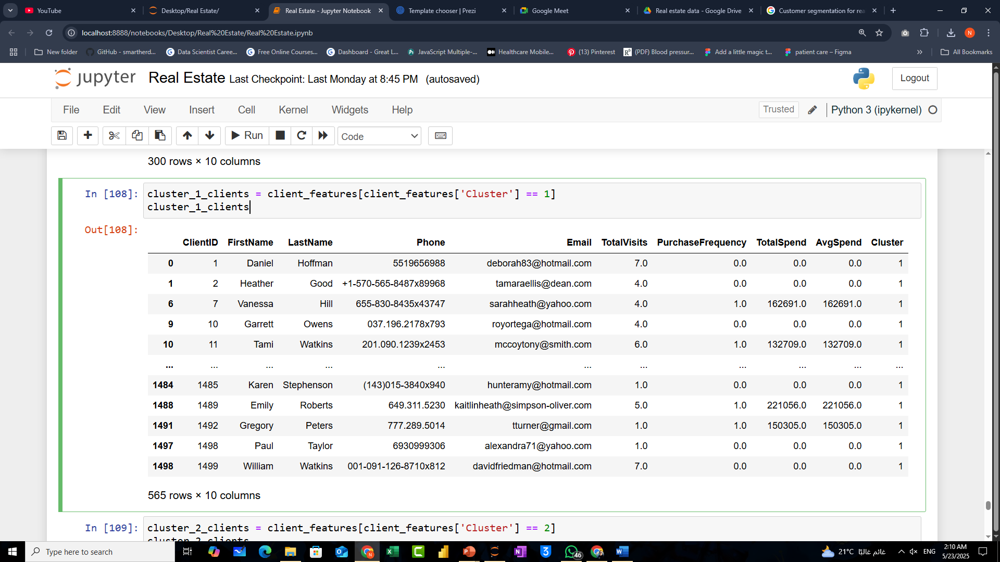 YouTube
Desktop/Real Estate/
Real Estate - Jupyter Notebook
Template chooser | Prezi
Google Meet
Real estate data - Google Drive
Customer segmentation for rea
localhost:8888/notebooks/Desktop/Real%20Estate/Real%20Estate.ipynb
N
New folder
GitHub - smartherd...
Data Scientist Caree...
Free Online Courses...
Dashboard - Great L...
JavaScript Multiple-...
Healthcare Mobile...
(13) Pinterest
(PDF) Blood pressur...
Add a little magic t...
patient care – Figma
All Bookmarks
jupyter Real Estate Last Checkpoint: Last Monday at 8:45 PM (autosaved)
Logout
File Edit View Insert Cell Kernel Widgets Help
Trusted
Python 3 (ipykernel)
Run
Code
300 rows × 10 columns
In [108]: cluster_1_clients = client_features[client_features['Cluster'] == 1]
cluster_1_clients
Out[108]:
ClientID FirstName LastName Phone Email TotalVisits PurchaseFrequency TotalSpend AvgSpend Cluster
0 1 Daniel Hoffman 5519656988 deborah83@hotmail.com 7.0 0.0 0.0 0.0 1
1 2 Heather Good +1-570-565-8487x89968 tamaraellis@dean.com 4.0 0.0 0.0 0.0 1
6 7 Vanessa Hill 655-830-8435x43747 sarahheath@yahoo.com 4.0 1.0 162691.0 162691.0 1
9 10 Garrett Owens 037.196.2178x793 royortega@hotmail.com 4.0 0.0 0.0 0.0 1
10 11 Tami Watkins 201.090.1239x2453 mccoytony@smith.com 6.0 1.0 132709.0 132709.0 1
... ... ... ... ... ... ... ... ... ... ...
1484 1485 Karen Stephenson (143)015-3840x940 hunteramy@hotmail.com 1.0 0.0 0.0 0.0 1
1488 1489 Emily Roberts 649.311.5230 kaitlinheath@simpson-oliver.com 5.0 1.0 221056.0 221056.0 1
1491 1492 Gregory Peters 777.289.5014 tturner@gmail.com 1.0 1.0 150305.0 150305.0 1
1497 1498 Paul Taylor 6930999306 alexandra71@yahoo.com 1.0 0.0 0.0 0.0 1
1498 1499 William Watkins 001-091-126-8710x812 davidfriedman@hotmail.com 7.0 0.0 0.0 0.0 1
565 rows × 10 columns
In [109]: cluster_2_clients = client_features[client_features['Cluster'] == 2]
cluster_2_clients
Type here to search
46
21°C غائم غالبًا
ENG
2:10 AM
5/23/2025